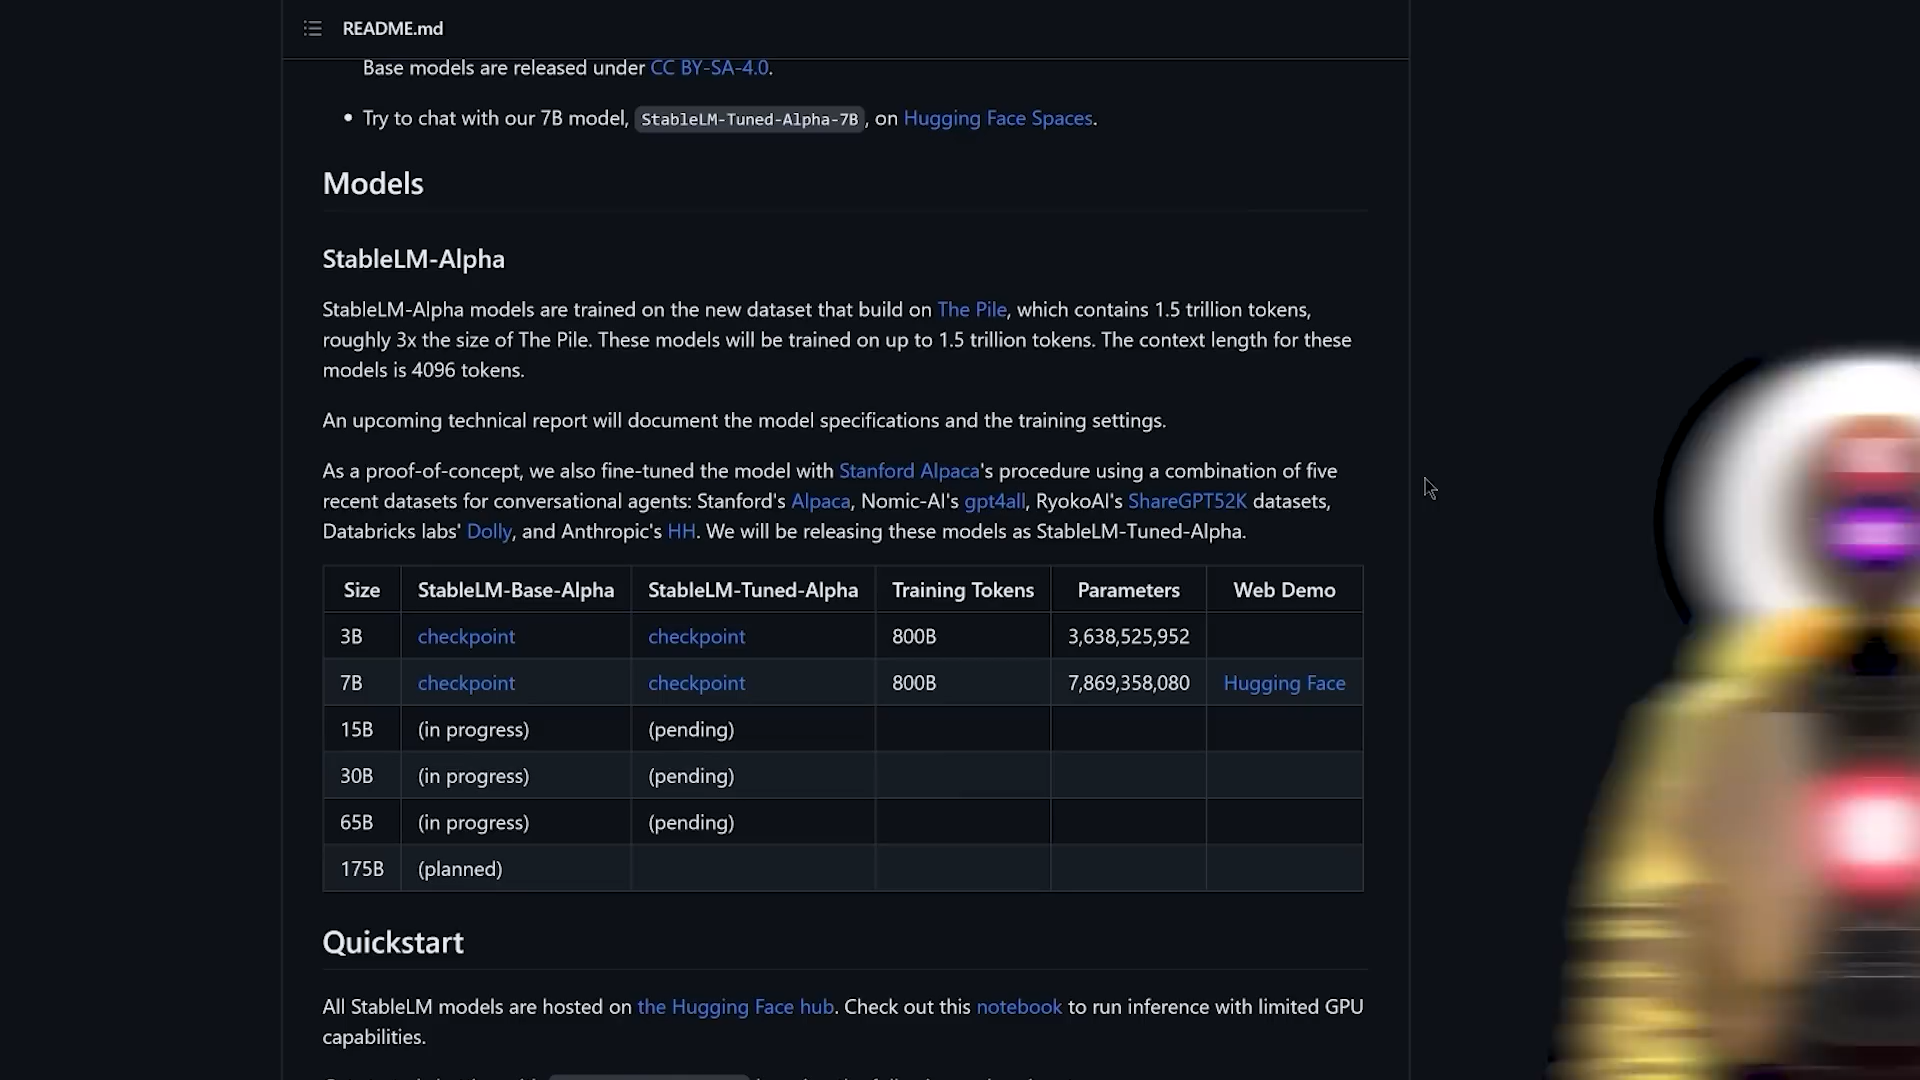 README.md
Base models are released under CC BY-SA-4.0.
• Try to chat with our 7B model, StableLM-Tuned-Alpha-7B , on Hugging Face Spaces.
Models
StableLM-Alpha
StableLM-Alpha models are trained on the new dataset that build on The Pile, which contains 1.5 trillion tokens,
roughly 3x the size of The Pile. These models will be trained on up to 1.5 trillion tokens. The context length for these
models is 4096 tokens.
An upcoming technical report will document the model specifications and the training settings.
As a proof-of-concept, we also fine-tuned the model with Stanford Alpaca's procedure using a combination of five
recent datasets for conversational agents: Stanford's Alpaca, Nomic-AI's gpt4all, RyokoAI's ShareGPT52K datasets,
Databricks labs' Dolly, and Anthropic's HH. We will be releasing these models as StableLM-Tuned-Alpha.
Size StableLM-Base-Alpha StableLM-Tuned-Alpha Training Tokens Parameters Web Demo
3B checkpoint checkpoint 800B 3,638,525,952
7B checkpoint checkpoint 800B 7,869,358,080 Hugging Face
15B (in progress) (pending)
30B (in progress) (pending)
65B (in progress) (pending)
175B (planned)
Quickstart
All StableLM models are hosted on the Hugging Face hub. Check out this notebook to run inference with limited GPU
capabilities.